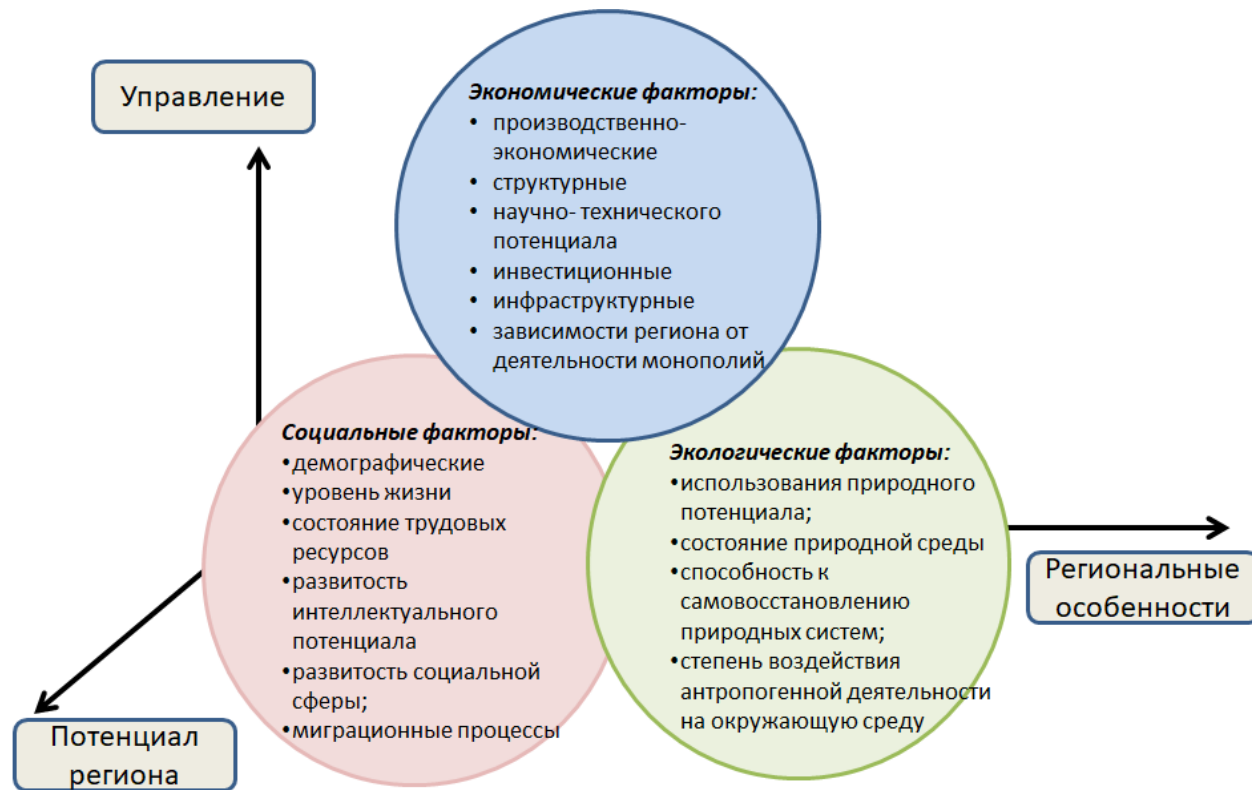 Управление
Экономические факторы:
• производственно-
экономические
• структурные
• научно- технического
потенциала
• инвестиционные
• инфраструктурные
• зависимости региона от
деятельности монополий
Социальные факторы:
•демографические
•уровень жизни
•состояние трудовых
ресурсов
•развитость
интеллектуального
потенциала
•развитость социальной
сферы;
•миграционные процессы
Экологические факторы:
•использования природного
потенциала;
•состояние природной среды
•способность к
самовосстановлению
природных систем;
•степень воздействия
антропогенной деятельности
на окружающую среду
Региональные
особенности
Потенциал
региона